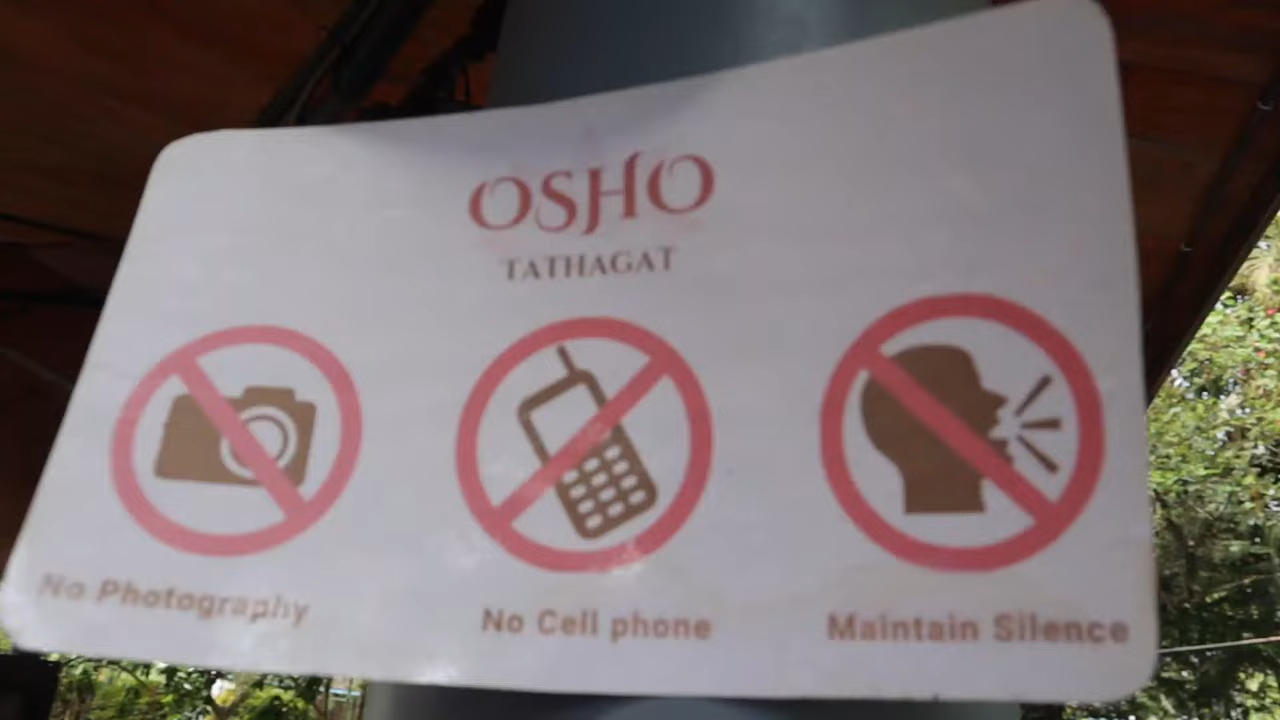 OSHO
TATHAGAT
No Photography
No Cell phone
Maintain Silence